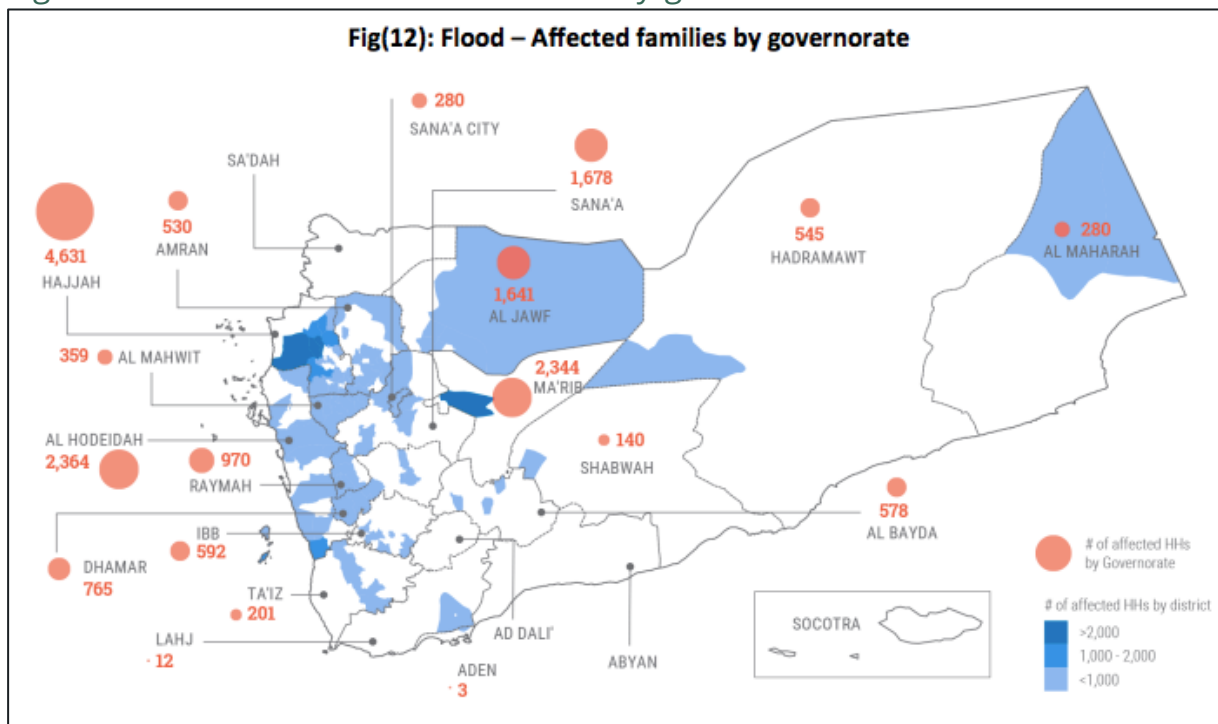 Fig(12): Flood – Affected families by governorate
280
SANA'A CITY
SA'DAH
1,678
SANA'A
4,631
HAJJAH
530
AMRAN
545
HADRAMAWT
280
AL MAHARAH
1,641
AL JAWF
359 AL MAHWIT
2,344
MA'RIB
AL HODEIDAH
2,364
970
RAYMAH
140
SHABWAH
578
AL BAYDA
IBB
592
DHAMAR
765
TA'IZ
201
LAHJ
12
AD DALI'
ADEN
3
ABYAN
SOCOTRA
# of affected HHs
by Governorate
# of affected HHs by district
>2,000
1,000 - 2,000
<1,000